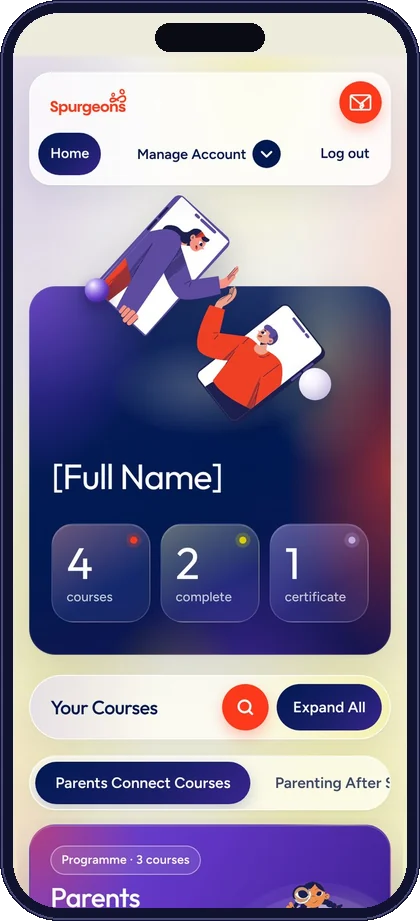 Spurgeons
Home
Manage Account
Log out
[Full Name]
4
courses
2
complete
1
certificate
Your Courses
Expand All
Parents Connect Courses
Parenting After S
Programme · 3 courses
Parents